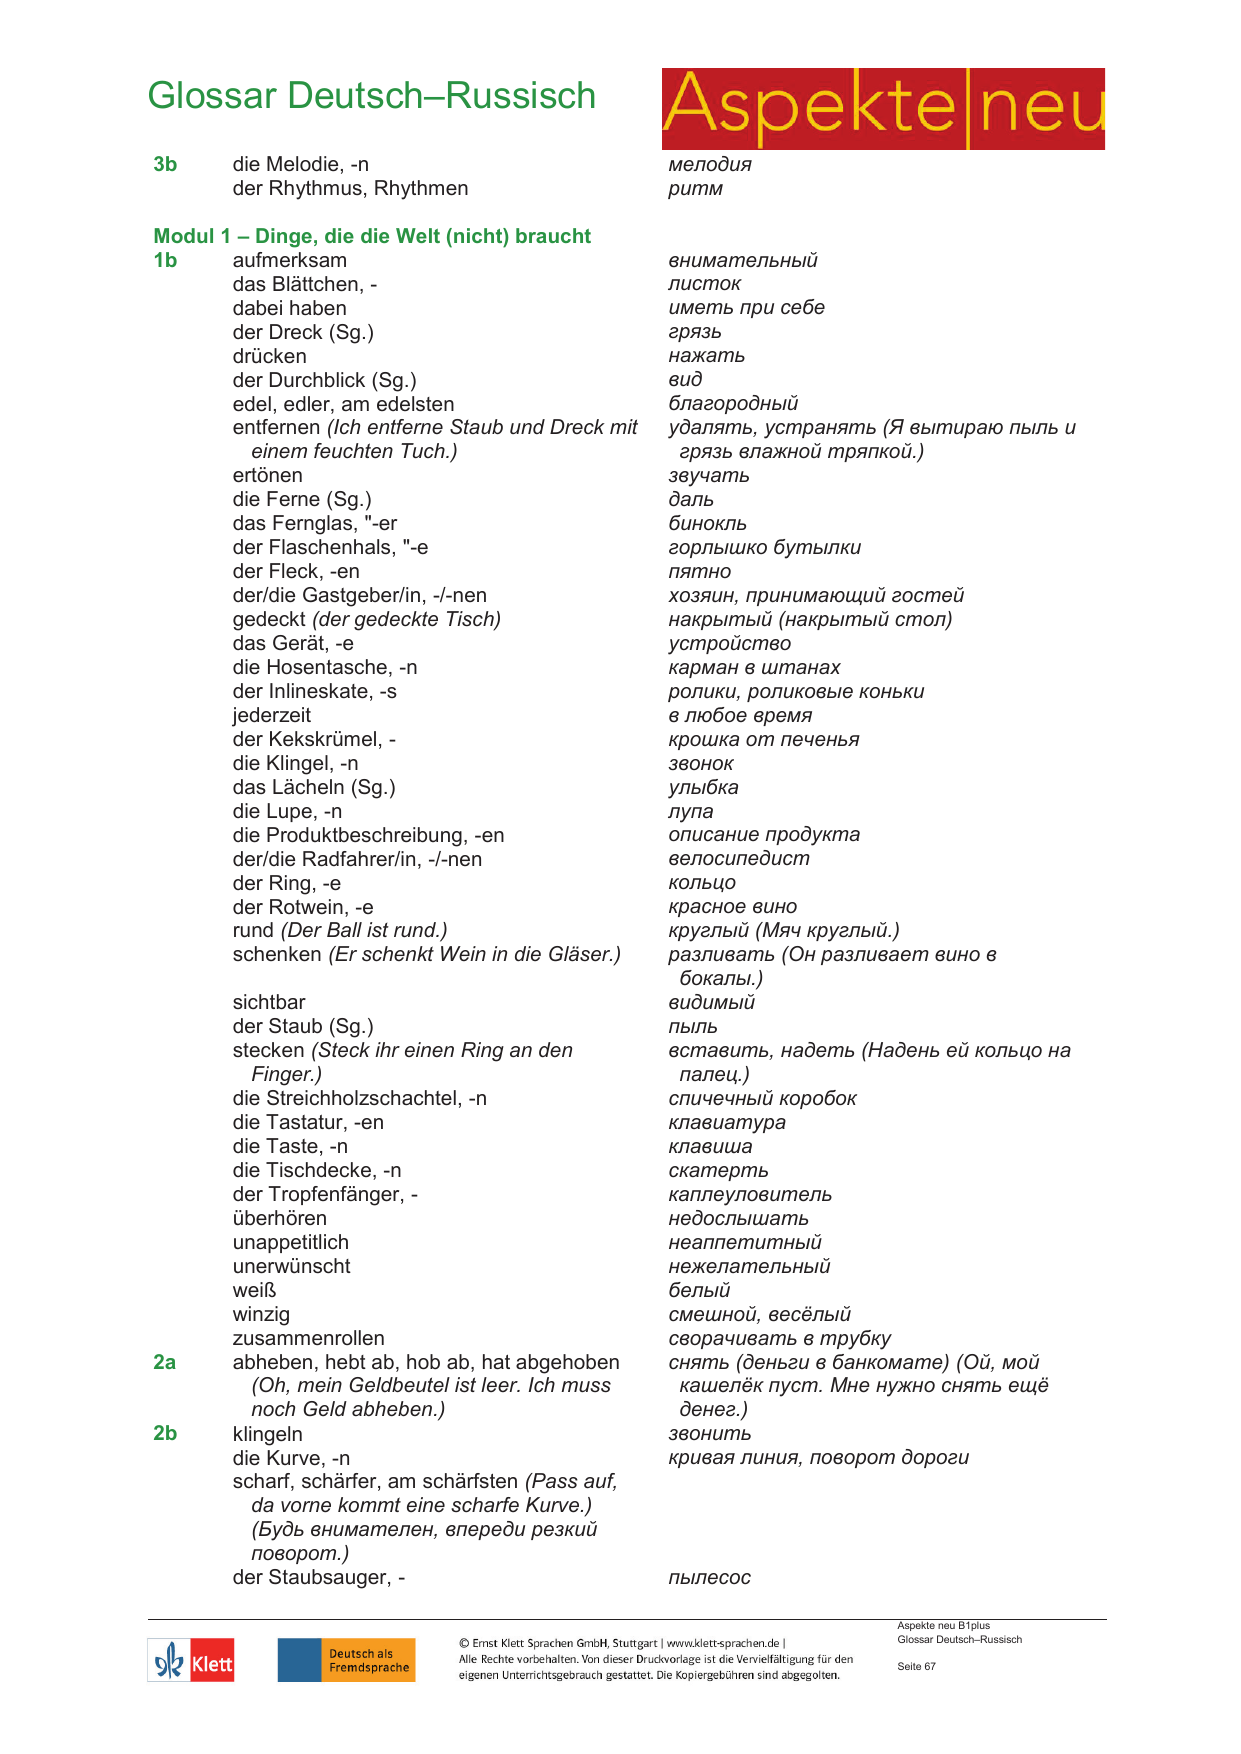 Glossar Deutsch–Russisch
Aspekte|neu
3b die Melodie, -n мелодия
der Rhythmus, Rhythmen ритм
Modul 1 – Dinge, die die Welt (nicht) braucht
1b aufmerksam внимательный
das Blättchen, - листок
dabei haben иметь при себе
der Dreck (Sg.) грязь
drücken нажать
der Durchblick (Sg.) вид
edel, edler, am edelsten благородный
entfernen (Ich entferne Staub und Dreck mit удалять, устранять (Я вытираю пыль и
einem feuchten Tuch.) грязь влажной тряпкой.)
ertönen звучать
die Ferne (Sg.) даль
das Fernglas, "-er бинокль
der Flaschenhals, "-e горлышко бутылки
der Fleck, -en пятно
der/die Gastgeber/in, -/-nen хозяин, принимающий гостей
gedeckt (der gedeckte Tisch) накрытый (накрытый стол)
das Gerät, -e устройство
die Hosentasche, -n карман в штанах
der Inlineskate, -s ролики, роликовые коньки
jederzeit в любое время
der Kekskrümel, - крошка от печенья
die Klingel, -n звонок
das Lächeln (Sg.) улыбка
die Lupe, -n лупа
die Produktbeschreibung, -en описание продукта
der/die Radfahrer/in, -/-nen велосипедист
der Ring, -e кольцо
der Rotwein, -e красное вино
rund (Der Ball ist rund.) круглый (Мяч круглый.)
schenken (Er schenkt Wein in die Gläser.) разливать (Он разливает вино в
бокалы.)
sichtbar видимый
der Staub (Sg.) пыль
stecken (Steck ihr einen Ring an den вставить, надеть (Надень ей кольцо на
Finger.) палец.)
die Streichholzschachtel, -n спичечный коробок
die Tastatur, -en клавиатура
die Taste, -n клавиша
die Tischdecke, -n скатерть
der Tropfenfänger, - каплеуловитель
überhören недослышать
unappetitlich неаппетитный
unerwünscht нежелательный
weiß белый
winzig смешной, весёлый
zusammenrollen сворачивать в трубку
2a abheben, hebt ab, hob ab, hat abgehoben снять (деньги в банкомате) (Ой, мой
(Oh, mein Geldbeutel ist leer. Ich muss кашелёк пуст. Мне нужно снять ещё
noch Geld abheben.) денег.)
2b klingeln звонить
die Kurve, -n кривая линия, поворот дороги
scharf, schärfer, am schärfsten (Pass auf,
da vorne kommt eine scharfe Kurve.)
(Будь внимателен, впереди резкий
поворот.)
der Staubsauger, - пылесос
Klett
Deutsch als
Fremdsprache
© Ernst Klett Sprachen GmbH, Stuttgart | www.klett-sprachen.de |
Alle Rechte vorbehalten. Von dieser Druckvorlage ist die Vervielfältigung für den
eigenen Unterrichtsgebrauch gestattet. Die Kopiergebühren sind abgegolten.
Aspekte neu B1plus
Glossar Deutsch–Russisch
Seite 67